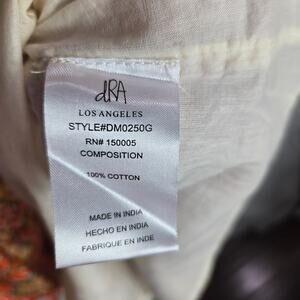 dRA
LOS ANGELES
STYLE#DM0250G
RN# 150005
COMPOSITION
100% COTTON
MADE IN INDIA
HECHO EN INDIA
FABRIQUE EN INDE